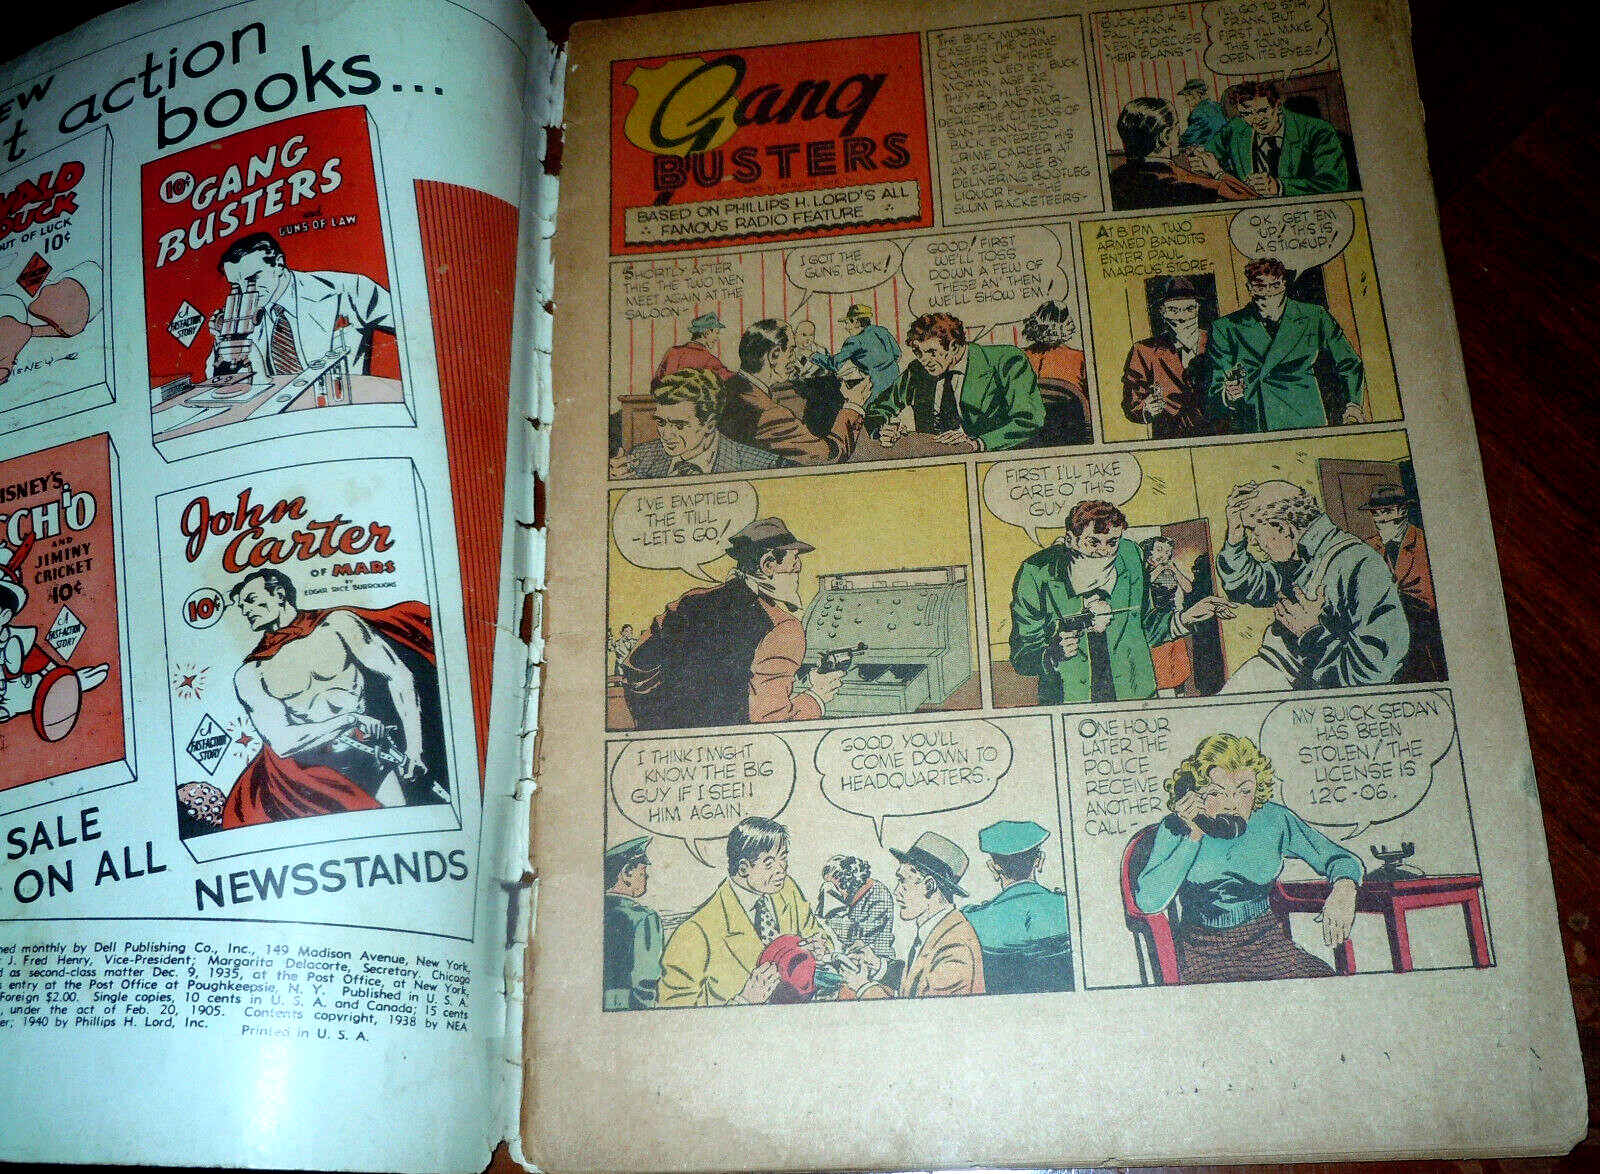 EW
t action
books...
ALD
UCK
OUT OF LUCK
10¢
A
FAST-ACTION
STORY
DISNEY
10¢
GANG
BUSTERS
and
GUNS OF LAW
A
FAST-ACTION
STORY
ISNEY'S
CCHIO
AND
JIMINY
CRICKET
10¢
A
FAST-ACTION
STORY
John
Carter
OF MARS
BY
EDGAR RICE BURROUGHS
10¢
A
FAST-ACTION
STORY
SALE
ON ALL
NEWSSTANDS
hed monthly by Dell Publishing Co., Inc., 149 Madison Avenue, New York,
J. Fred Henry, Vice-President; Margarita Delacorte, Secretary. Chicago
d as second-class matter Dec. 9, 1935, at the Post Office, at New York,
s entry at the Post Office at Poughkeepsie, N. Y. Published in U. S. A.
Foreign $2.00. Single copies, 10 cents in U. S. A. and Canada; 15 cents
, under the act of Feb. 20, 1905. Contents copyright, 1938 by NEA
er; 1940 by Phillips H. Lord, Inc.
Printed in U. S. A.
Gang
BUSTERS
BASED ON PHILLIPS H. LORD'S ALL
FAMOUS RADIO FEATURE
THE BUCK MORAN
CASE IS THE CRIME
CAREER OF THREE
YOUTHS. LED BY BUCK
MORAN, AGE 22,
THEY RUTHLESSLY
ROBBED AND MUR-
DERED THE CITIZENS OF
SAN FRANCISCO.
BUCK ENTERED HIS
CRIME CAREER AT
AN EARLY AGE BY
DELIVERING BOOTLEG
LIQUOR FOR THE
SLUM RACKETEERS-
BUCK AND HIS
PAL, FRANK
VERNE DISCUSS
THEIR PLANS-
I'LL GO TO STIR,
FRANK, BUT
FIRST I'LL MAKE
THIS TOWN
OPEN ITS EYES!
SHORTLY AFTER
THIS THE TWO MEN
MEET AGAIN AT THE
SALOON-
I GOT THE
GUNS, BUCK!
GOOD! FIRST
WE'LL TOSS
DOWN A FEW OF
THESE AN' THEN
WE'LL SHOW 'EM!
AT 8 P.M. TWO
ARMED BANDITS
ENTER PAUL
MARCUS' STORE-
O.K., GET 'EM
UP! THIS IS
A STICKUP!
I'VE EMPTIED
THE TILL
-LET'S GO!
FIRST I'LL TAKE
CARE O' THIS
GUY
I THINK I MIGHT
KNOW THE BIG
GUY IF I SEEN
HIM AGAIN.
GOOD, YOU'LL
COME DOWN TO
HEADQUARTERS.
1.
ONE HOUR
LATER THE
POLICE
RECEIVE
ANOTHER
CALL-
MY BUICK SEDAN
HAS BEEN
STOLEN! THE
LICENSE IS
12C-06.